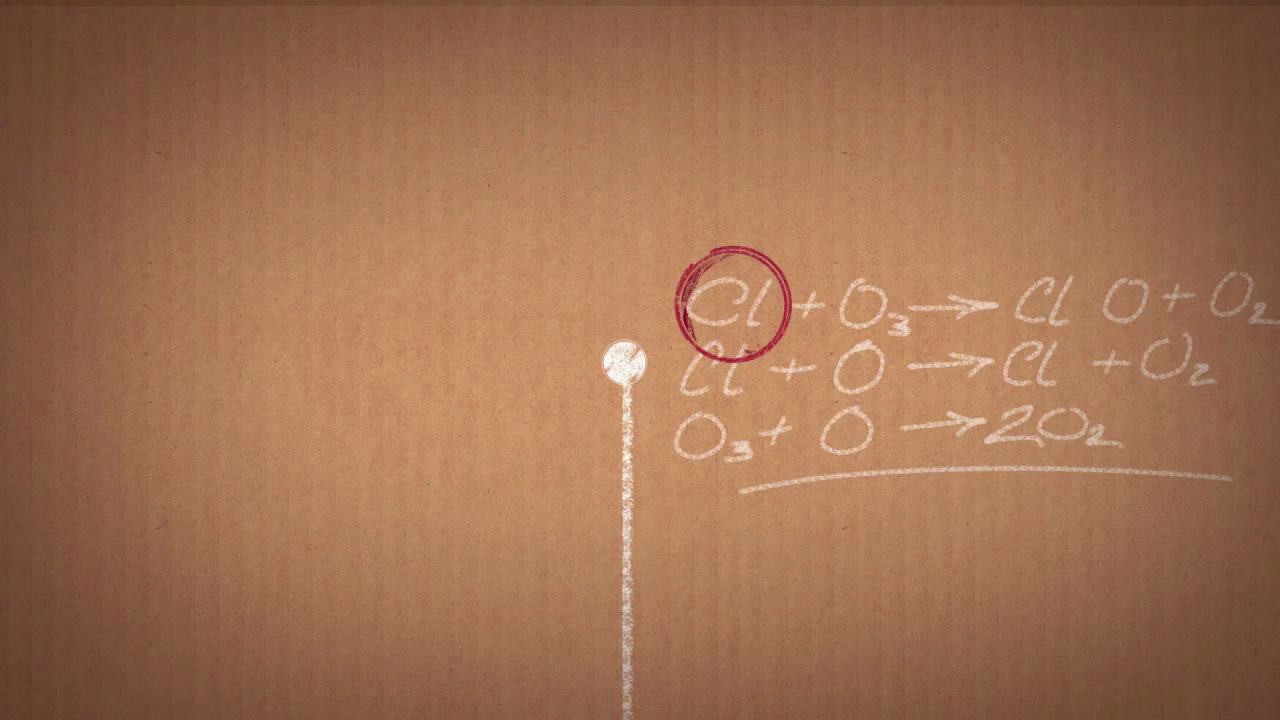 Cl + O₃ → Cl O + O₂
Cl + O → Cl + O₂
O₃ + O → 2O₂